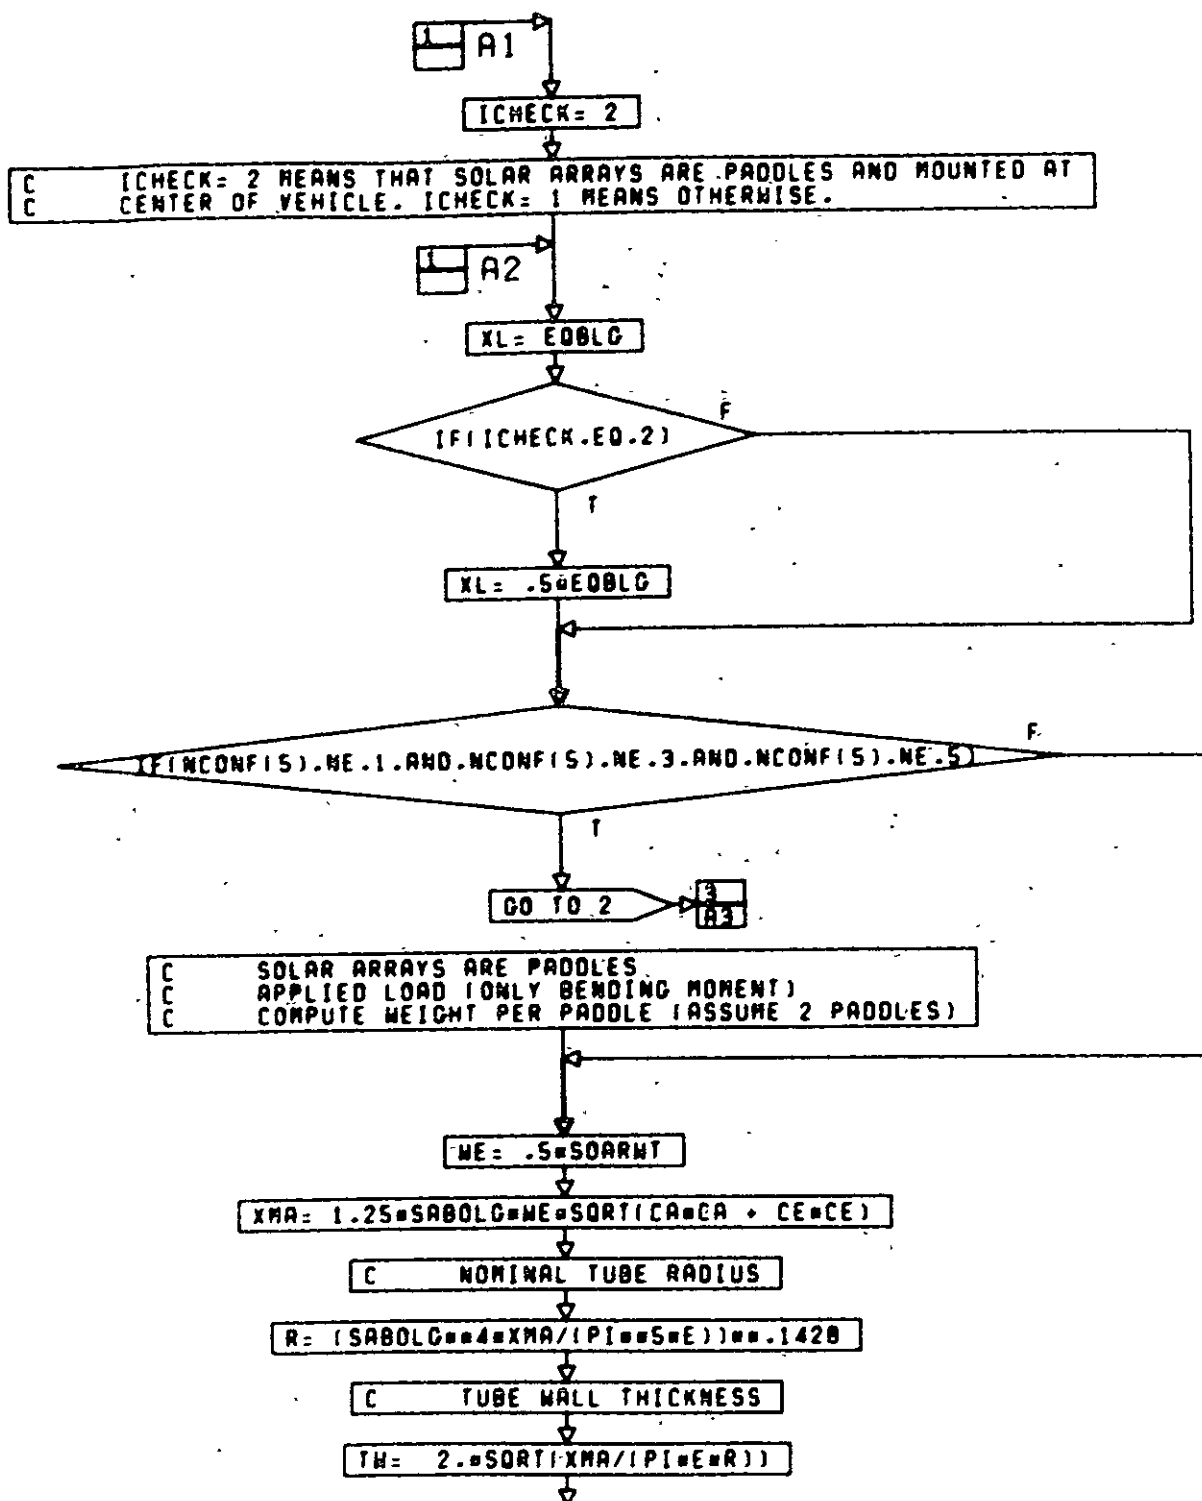 1
A1
ICHECK= 2
C ICHECK= 2 MEANS THAT SOLAR ARRAYS ARE PADDLES AND MOUNTED AT
C CENTER OF VEHICLE. ICHECK= 1 MEANS OTHERWISE.
1
A2
XL= EQBLG
IF(ICHECK.EQ.2)
F
T
XL= .5*EQBLG
IF(NCONF(5).NE.1.AND.NCONF(5).NE.3.AND.NCONF(5).NE.5)
F
T
GO TO 2
3
A3
C SOLAR ARRAYS ARE PADDLES
C APPLIED LOAD (ONLY BENDING MOMENT)
C COMPUTE WEIGHT PER PADDLE (ASSUME 2 PADDLES)
WE= .5*SOARWT
XMA= 1.25*SABOLG*WE*SQRT(CA*CA + CE*CE)
C NOMINAL TUBE RADIUS
R= (SABOLG**4*XMA/(PI**5*E))**.1428
C TUBE WALL THICKNESS
TW= 2.*SQRT(XMA/(PI*E*R))